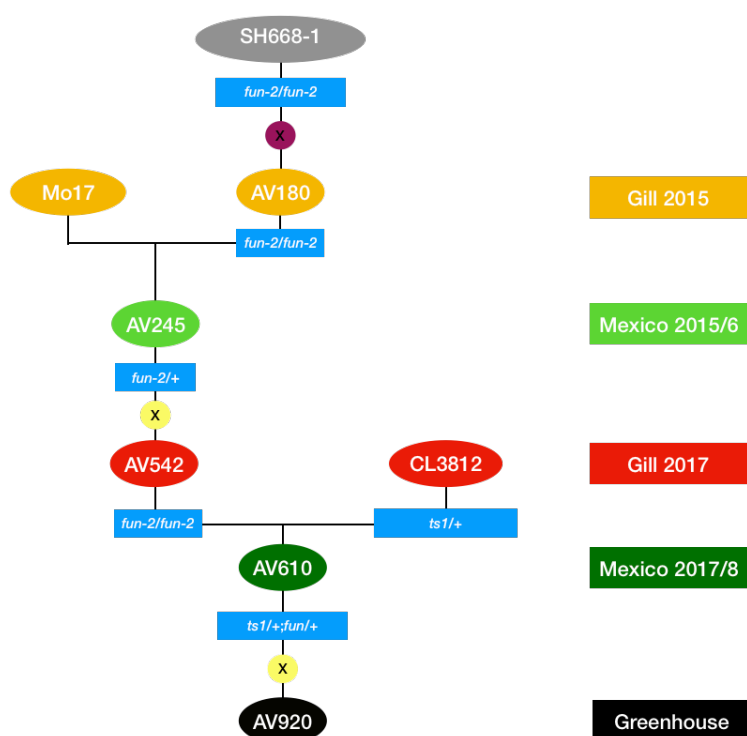 SH668-1
fun-2/fun-2
X
Mo17
AV180
Gill 2015
fun-2/fun-2
AV245
Mexico 2015/6
fun-2/+
X
AV542
CL3812
Gill 2017
fun-2/fun-2
ts1/+
AV610
Mexico 2017/8
ts1/+;fun/+
X
AV920
Greenhouse